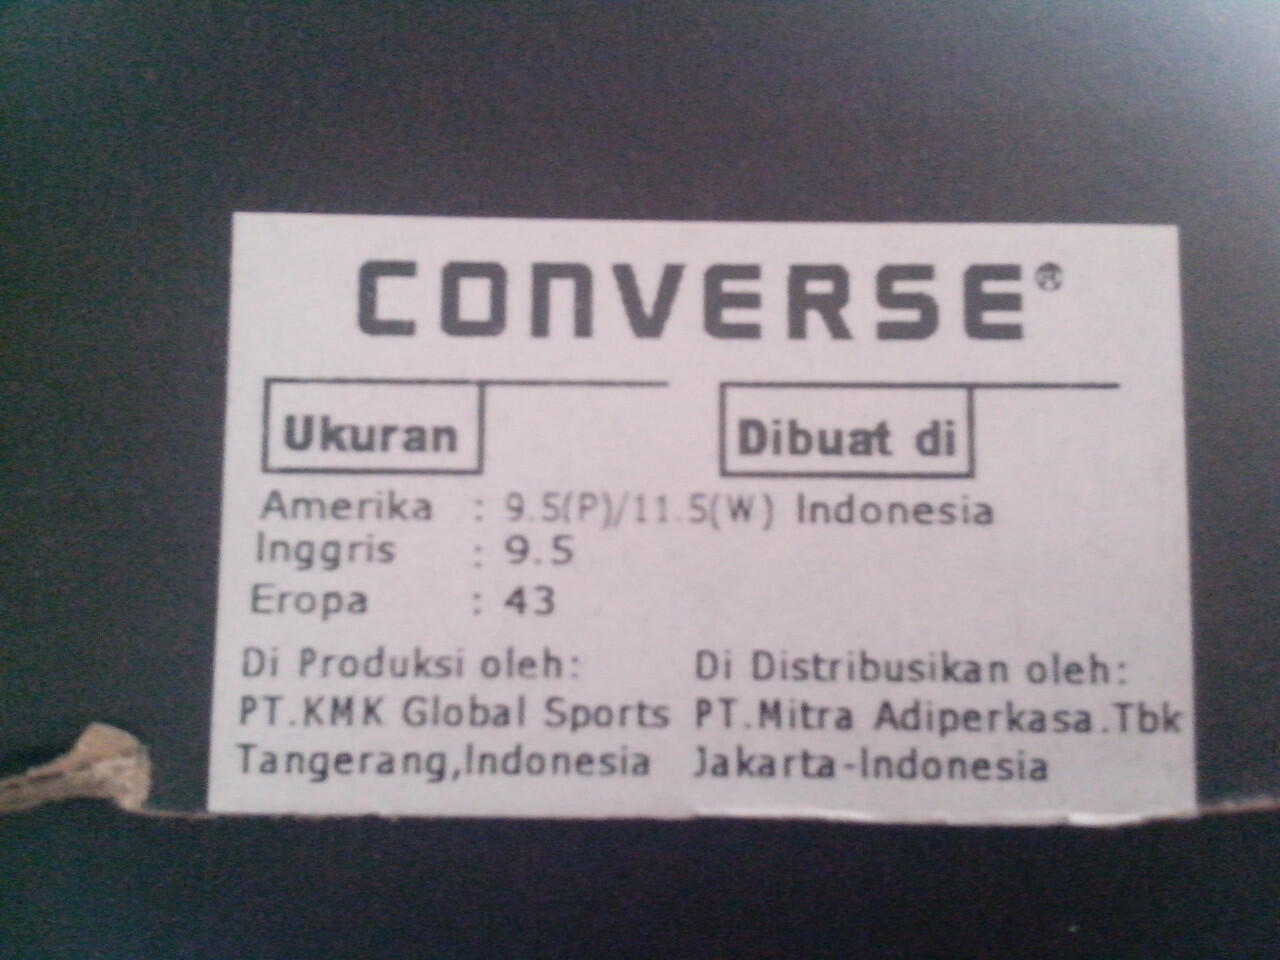 CONVERSE®
Ukuran
Dibuat di
Amerika : 9.5(P)/11.5(W) Indonesia
Inggris : 9.5
Eropa : 43
Di Produksi oleh:
PT.KMK Global Sports
Tangerang,Indonesia
Di Distribusikan oleh:
PT.Mitra Adiperkasa.Tbk
Jakarta-Indonesia